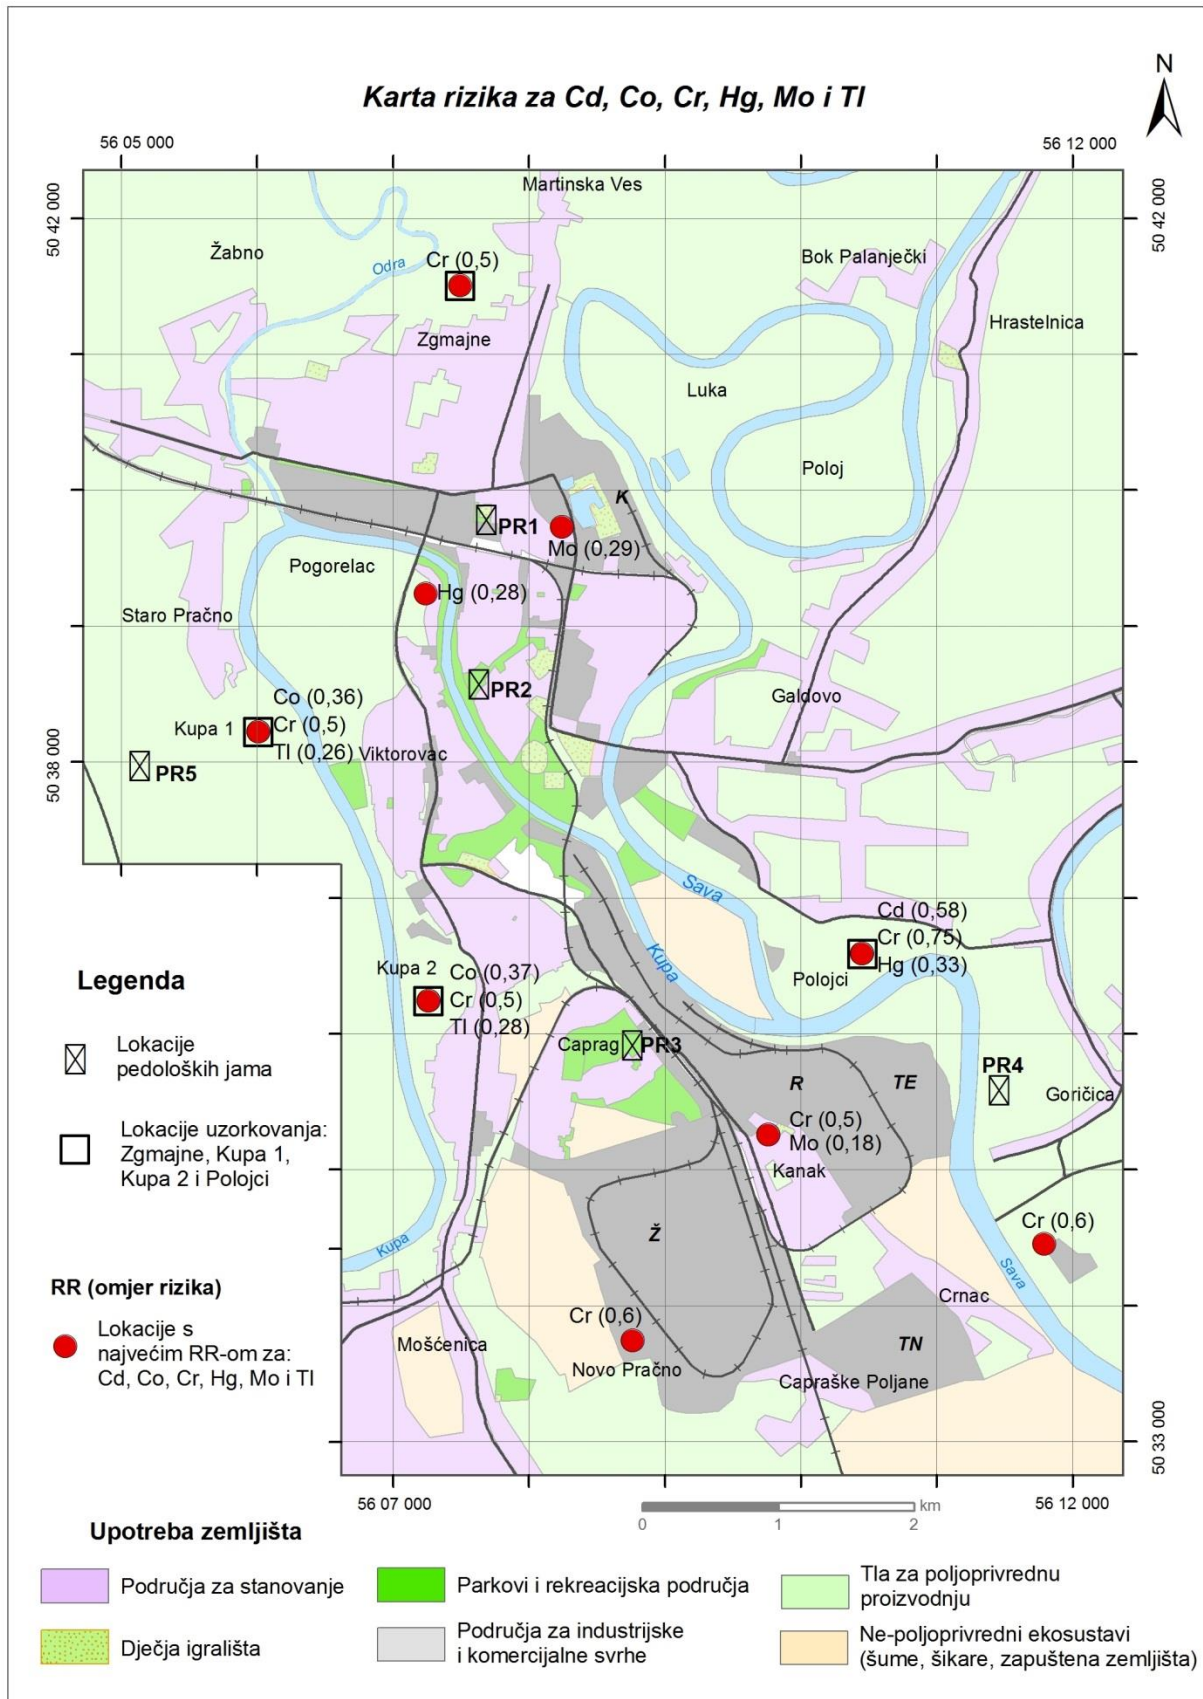 N
Karta rizika za Cd, Co, Cr, Hg, Mo i Tl
56 05 000
56 12 000
50 42 000
50 42 000
Martinska Ves
Žabno
Odra
Cr (0,5)
Bok Palanječki
Zgmajne
Hrastelnica
Luka
Poloj
K
PR1
Mo (0,29)
Pogorelac
Hg (0,28)
Staro Pračno
PR2
Galdovo
Kupa 1
Co (0,36)
Cr (0,5)
Tl (0,26)
Viktorovac
50 38 000
50 38 000
PR5
Sava
Kupa
Cd (0,58)
Cr (0,75)
Hg (0,33)
Polojci
Kupa 2
Co (0,37)
Cr (0,5)
Tl (0,28)
Caprag
PR3
PR4
R
TE
Goričica
Cr (0,5)
Mo (0,18)
Kanak
Ž
Cr (0,6)
Kupa
Sava
Crnac
Cr (0,6)
Mošćenica
TN
Novo Pračno
Capraške Poljane
50 33 000
56 07 000
56 12 000
km
0
1
2
Legenda
Lokacije
pedoloških jama
Lokacije uzorkovanja:
Zgmajne, Kupa 1,
Kupa 2 i Polojci
RR (omjer rizika)
Lokacije s
najvećim RR-om za:
Cd, Co, Cr, Hg, Mo i Tl
Upotreba zemljišta
Područja za stanovanje
Parkovi i rekreacijska područja
Tla za poljoprivrednu
proizvodnju
Dječja igrališta
Područja za industrijske
i komercijalne svrhe
Ne-poljoprivredni ekosustavi
(šume, šikare, zapuštena zemljišta)